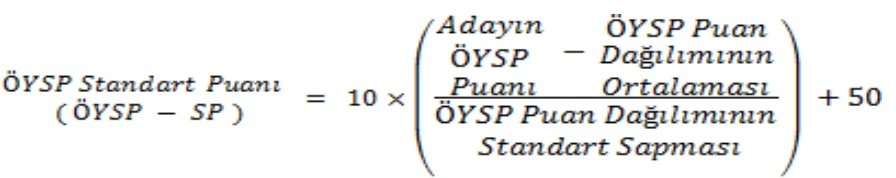 Adayın ÖYSP Puan
ÖYSP − Dağılımının
Puanı Ortalaması
ÖYSP Standart Puanı = 10 × + 50
(ÖYSP − SP)
ÖYSP Puan Dağılımının
Standart Sapması